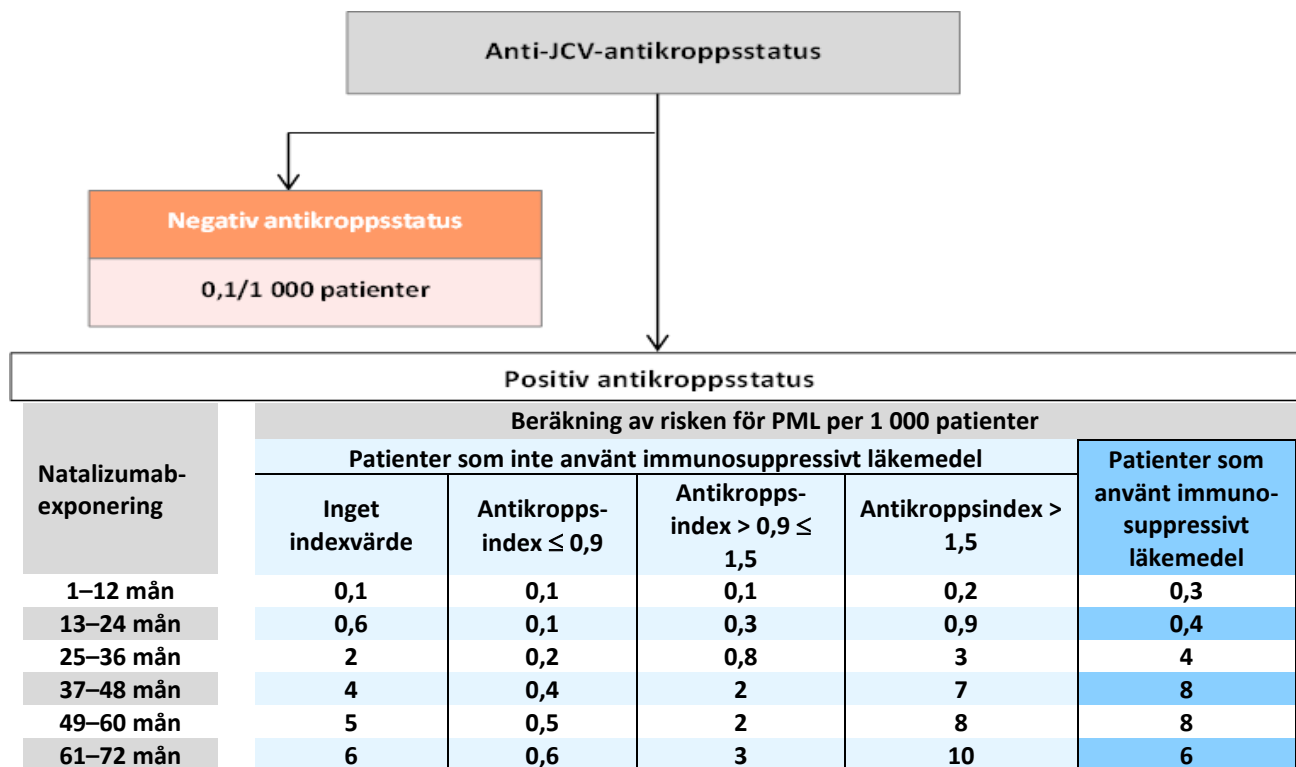 Anti-JCV-antikroppsstatus
Negativ antikroppsstatus
0,1/1 000 patienter
Positiv antikroppsstatus
Natalizumab-
exponering
Beräkning av risken för PML per 1 000 patienter
Patienter som inte använt immunosuppressivt läkemedel
Patienter som
använt immuno-
suppressivt
läkemedel
Inget
indexvärde
Antikropps-
index ≤ 0,9
Antikropps-
index > 0,9 ≤
1,5
Antikroppsindex >
1,5
1–12 mån 0,1 0,1 0,1 0,2 0,3
13–24 mån 0,6 0,1 0,3 0,9 0,4
25–36 mån 2 0,2 0,8 3 4
37–48 mån 4 0,4 2 7 8
49–60 mån 5 0,5 2 8 8
61–72 mån 6 0,6 3 10 6